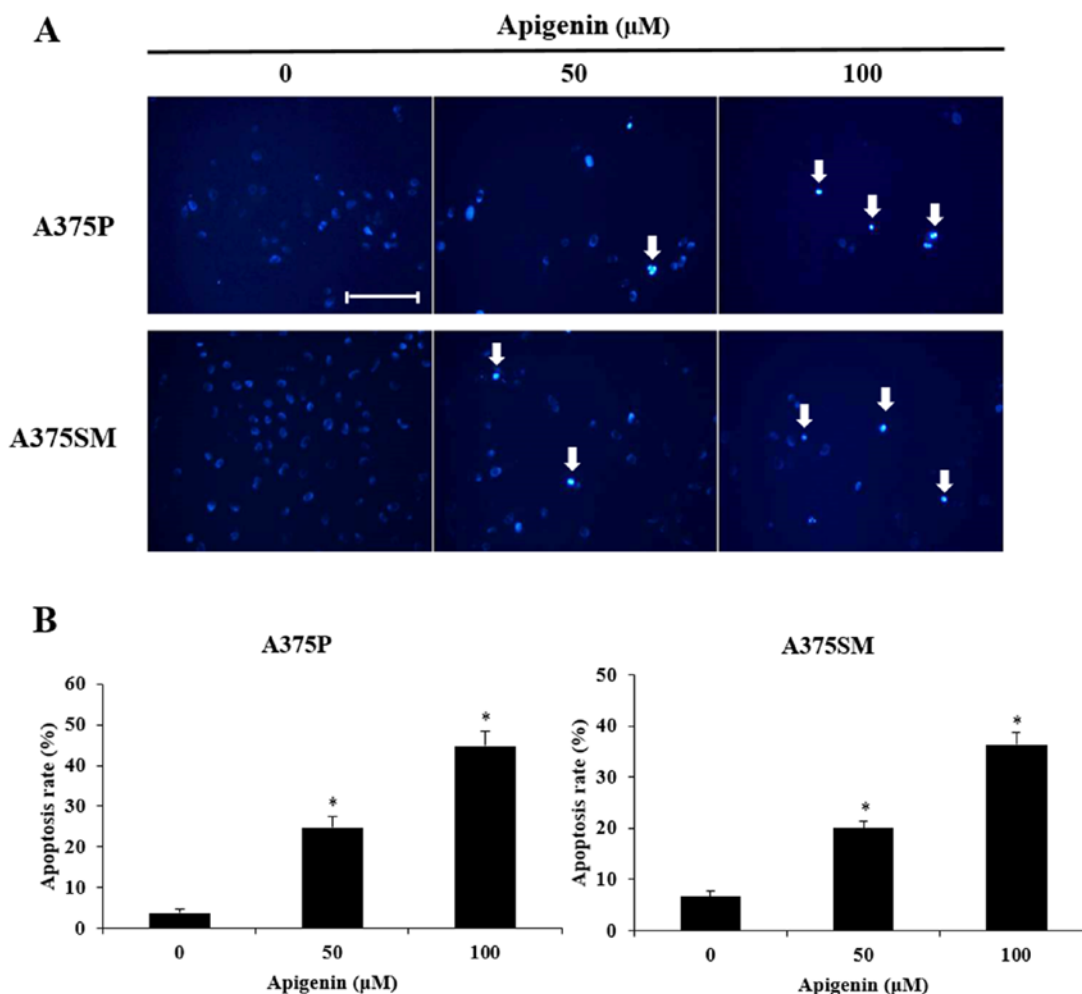 A
Apigenin (μM)
0 50 100
A375P
A375SM
B
A375P
60
50
40
30
20
10
0
Apoptosis rate (%)
* *
0 50 100
Apigenin (μM)
A375SM
50
40
30
20
10
0
Apoptosis rate (%)
* *
0 50 100
Apigenin (μM)